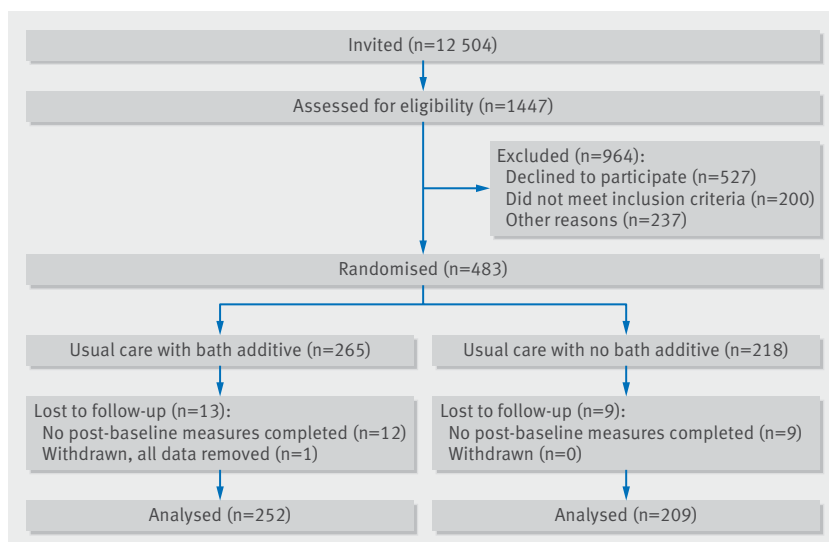 Invited (n=12 504)
Assessed for eligibility (n=1447)
Excluded (n=964):
Declined to participate (n=527)
Did not meet inclusion criteria (n=200)
Other reasons (n=237)
Randomised (n=483)
Usual care with bath additive (n=265)
Usual care with no bath additive (n=218)
Lost to follow-up (n=13):
No post-baseline measures completed (n=12)
Withdrawn, all data removed (n=1)
Lost to follow-up (n=9):
No post-baseline measures completed (n=9)
Withdrawn (n=0)
Analysed (n=252)
Analysed (n=209)